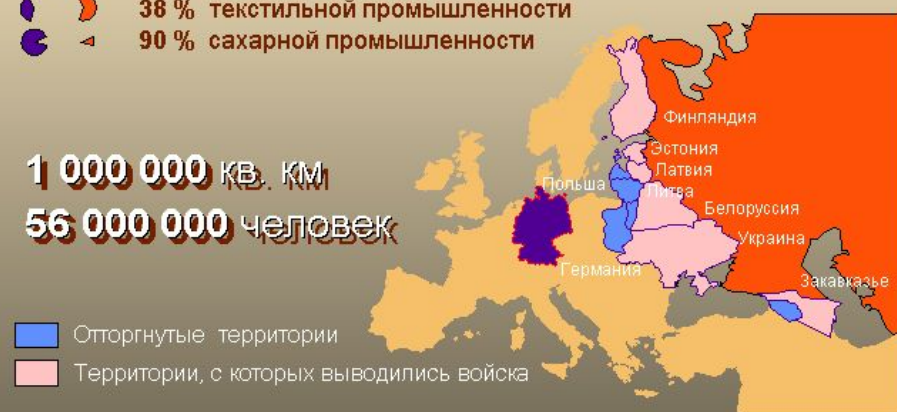 38 % текстильной промышленности
90 % сахарной промышленности
1 000 000 кв. км
56 000 000 человек
Финляндия
Эстония
Латвия
Польша
Литва
Белоруссия
Украина
Германия
Закавказье
Отторгнутые территории
Территории, с которых выводились войска